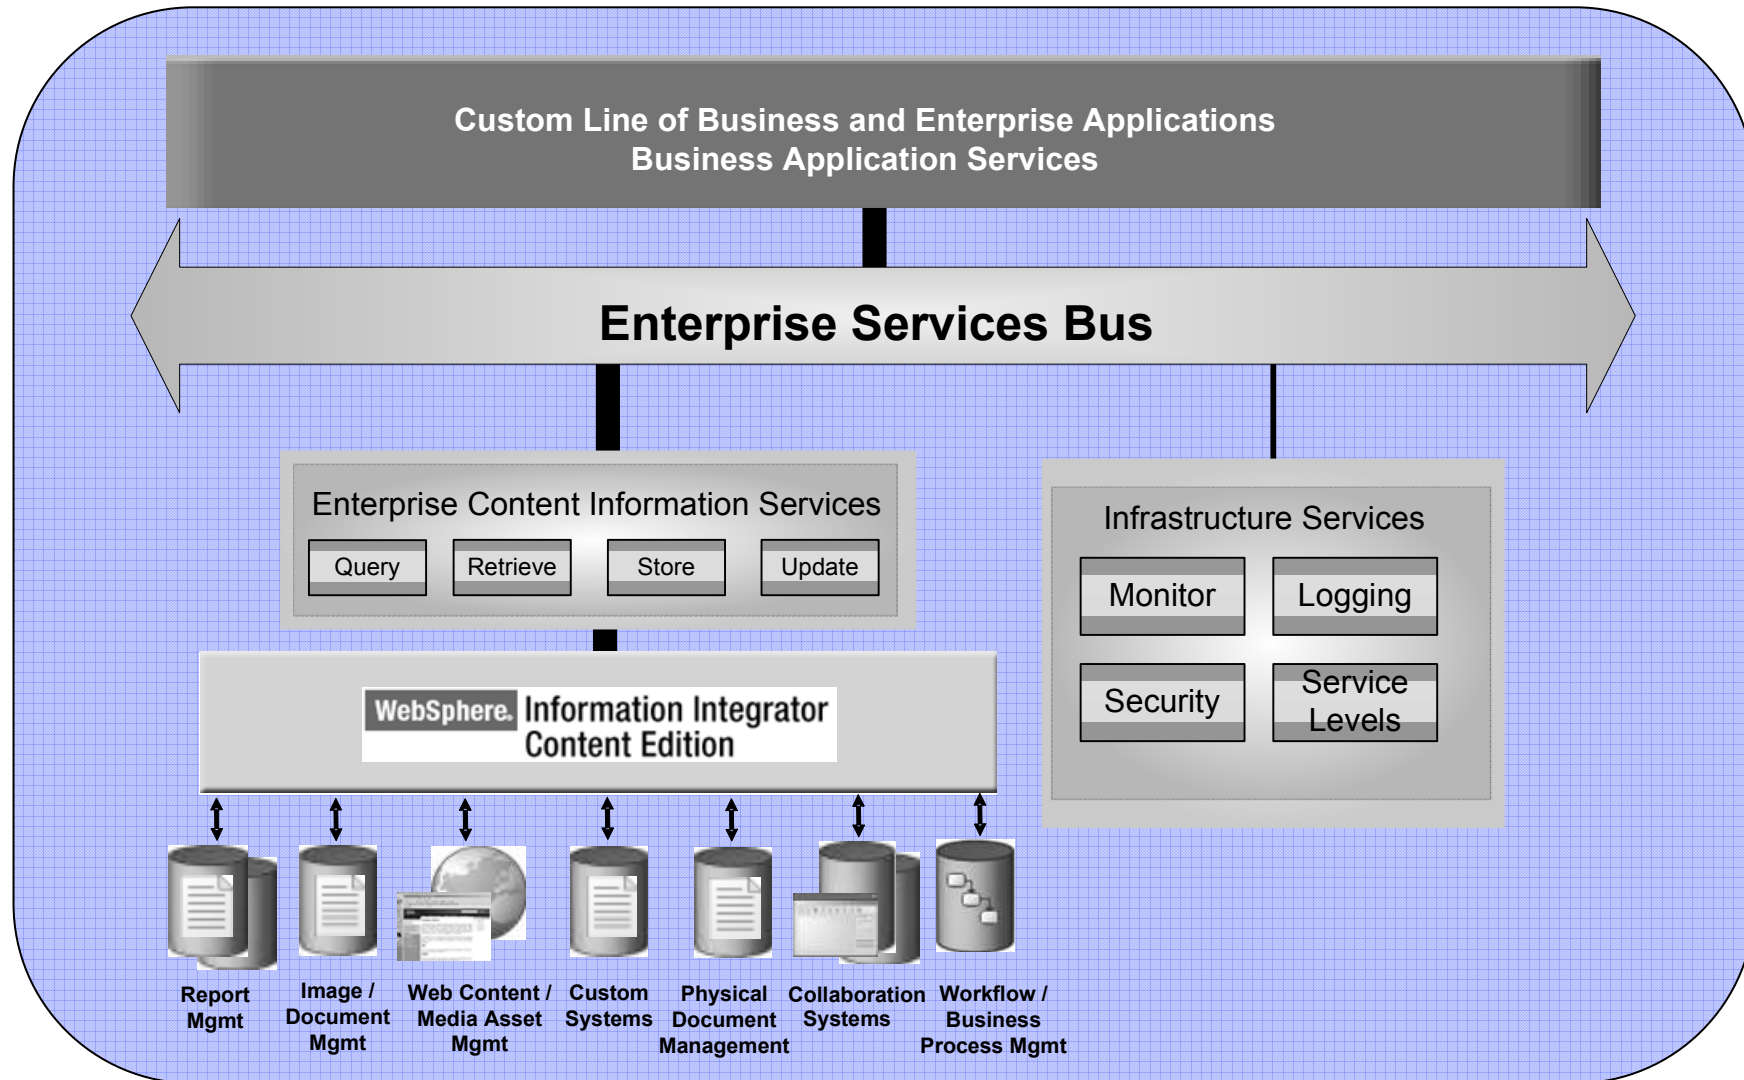 Custom Line of Business and Enterprise Applications
Business Application Services
Enterprise Services Bus
Enterprise Content Information Services
Query
Retrieve
Store
Update
Infrastructure Services
Monitor
Logging
Security
Service
Levels
WebSphere. Information Integrator
Content Edition
Report
Mgmt
Image /
Document
Mgmt
Web Content /
Media Asset
Mgmt
Custom
Systems
Physical
Document
Management
Collaboration
Systems
Workflow /
Business
Process Mgmt